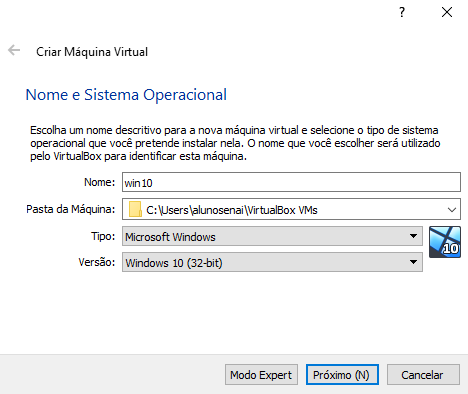 ?
Criar Máquina Virtual
Nome e Sistema Operacional
Escolha um nome descritivo para a nova máquina virtual e selecione o tipo de sistema
operacional que você pretende instalar nela. O nome que você escolher será utilizado
pelo VirtualBox para identificar esta máquina.
Nome: win10
Pasta da Máquina: C:\Users\alunosenai\VirtualBox VMs
Tipo: Microsoft Windows
10
Versão: Windows 10 (32-bit)
Modo Expert Próximo (N) Cancelar